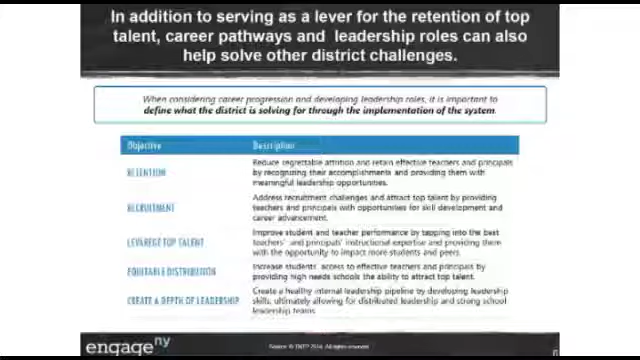 In addition to serving as a lever for the retention of top
talent, career pathways and leadership roles can also
help solve other district challenges.
When considering career progression and developing leadership roles, it is important to
define what the district is solving for through the implementation of the system.
Objective Description
RETENTION
Reduce regrettable attrition and retain effective teachers and principals
by recognizing their accomplishments and providing them with
meaningful leadership opportunities.
RECRUITMENT
Address recruitment challenges and attract top talent by providing
teachers and principals with opportunities for skill development and
career advancement.
LEVEREGE TOP TALENT
Improve student and teacher performance by tapping into the best
teachers' and principals' instructional expertise and providing them
with the opportunity to impact more students and peers.
EQUITABLE DISTRIBUTION
Increase students' access to effective teachers and principals by
providing high needs schools the ability to attract top talent.
CREATE A DEPTH OF LEADERSHIP
Create a healthy internal leadership pipeline by developing leadership
skills, ultimately allowing for distributed leadership and strong school
leadership teams.
engageny
Source: © TNTP 2014. All rights reserved.